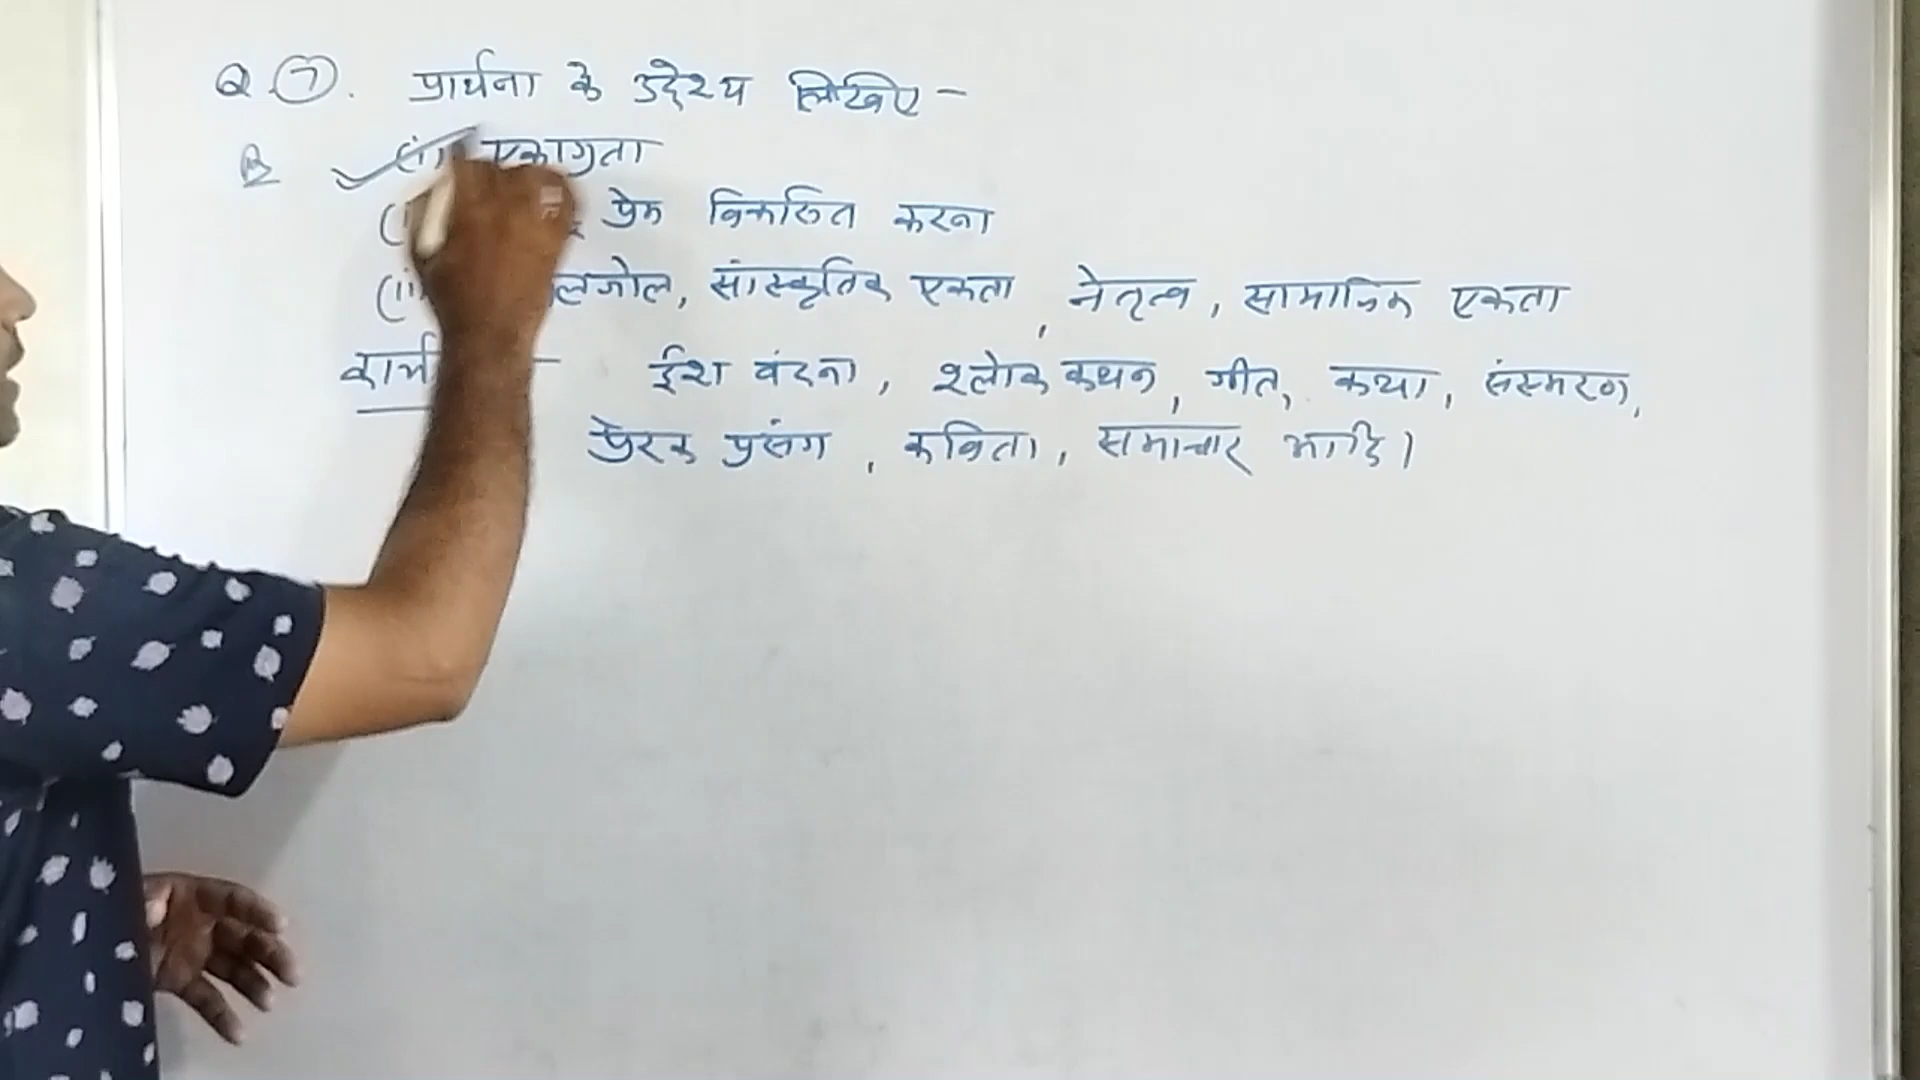 Q.⑦. प्रार्थना के उद्देश्य लिखिए -
(i) एकाग्रता
प्रेम विकसित करना
सांस्कृतिक एकता, नेतृत्व, सामाजिक एकता
ईश वंदना, श्लोक कथन, गीत, कथा, संस्मरण,
प्रेरक प्रसंग, कविता, समाचार आदि।